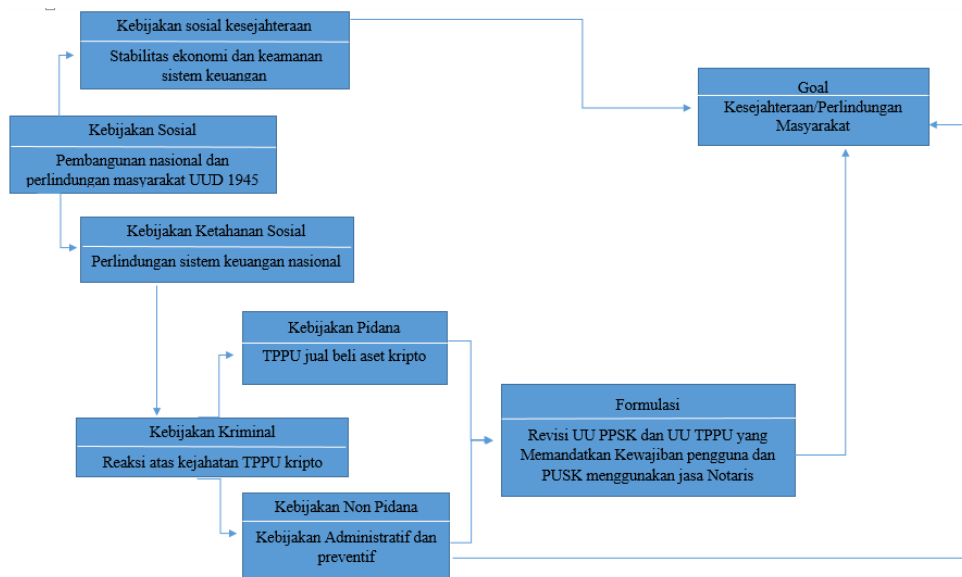 Kebijakan sosial kesejahteraan
Stabilitas ekonomi dan keamanan
sistem keuangan
Goal
Kesejahteraan/Perlindungan
Masyarakat
Kebijakan Sosial
Pembangunan nasional dan
perlindungan masyarakat UUD 1945
Kebijakan Ketahanan Sosial
Perlindungan sistem keuangan nasional
Kebijakan Pidana
TPPU jual beli aset kripto
Formulasi
Revisi UU PPSK dan UU TPPU yang
Memandatkan Kewajiban pengguna dan
PUSK menggunakan jasa Notaris
Kebijakan Kriminal
Reaksi atas kejahatan TPPU kripto
Kebijakan Non Pidana
Kebijakan Administratif dan
preventif